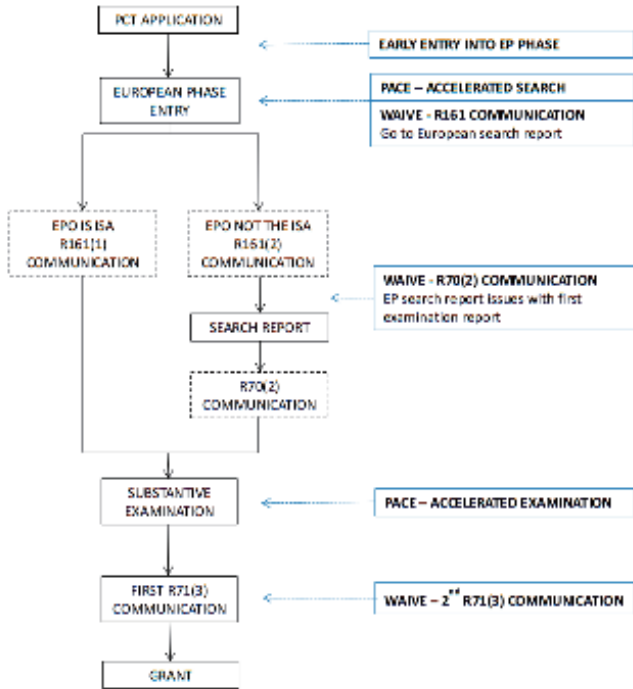 PCT APPLICATION
EARLY ENTRY INTO EP PHASE
EUROPEAN PHASE
ENTRY
PACE – ACCELERATED SEARCH
WAIVE - R161 COMMUNICATION
Go to European search report
EPO IS ISA
R161(1)
COMMUNICATION
EPO NOT THE ISA
R161(2)
COMMUNICATION
WAIVE - R70(2) COMMUNICATION
EP search report issues with first
examination report
SEARCH REPORT
R70(2)
COMMUNICATION
SUBSTANTIVE
EXAMINATION
PACE – ACCELERATED EXAMINATION
FIRST R71(3)
COMMUNICATION
WAIVE – 2nd R71(3) COMMUNICATION
GRANT